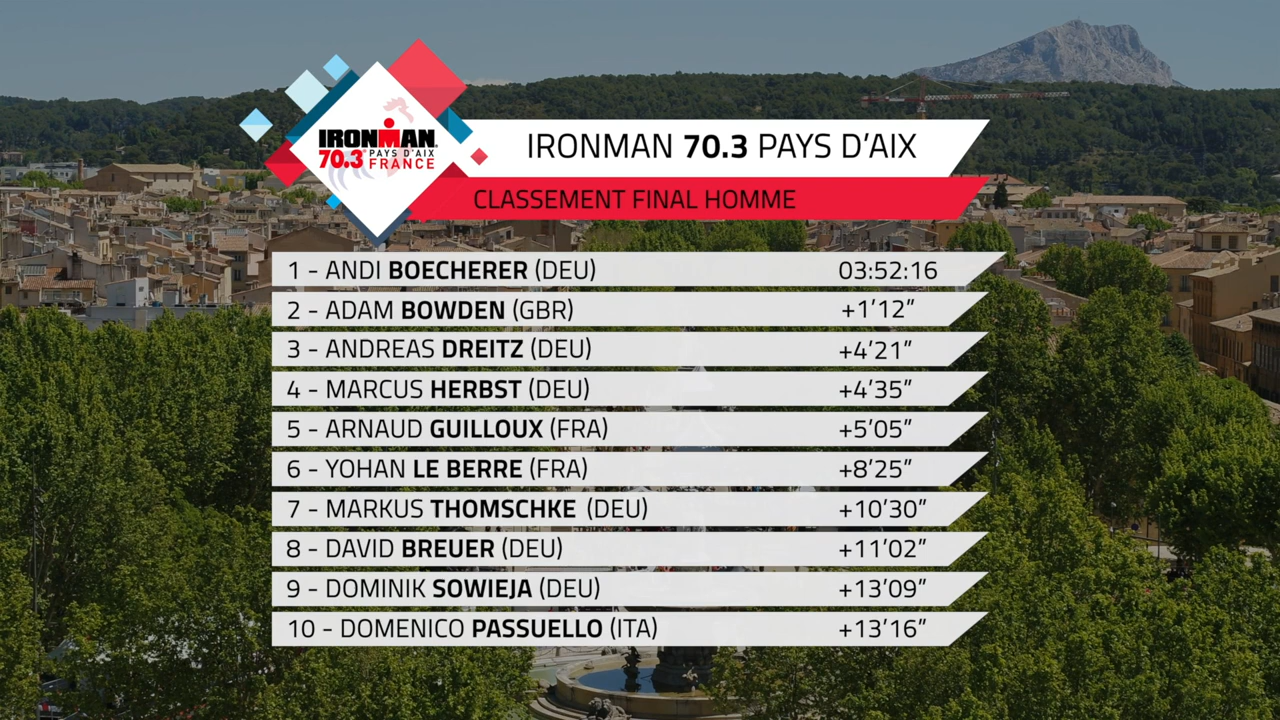 IRONMAN
70.3 PAYS D'AIX
FRANCE
IRONMAN 70.3 PAYS D'AIX
CLASSEMENT FINAL HOMME
1 - ANDI BOECHERER (DEU) 03:52:16
2 - ADAM BOWDEN (GBR) +1'12"
3 - ANDREAS DREITZ (DEU) +4'21"
4 - MARCUS HERBST (DEU) +4'35"
5 - ARNAUD GUILLOUX (FRA) +5'05"
6 - YOHAN LE BERRE (FRA) +8'25"
7 - MARKUS THOMSCHKE (DEU) +10'30"
8 - DAVID BREUER (DEU) +11'02"
9 - DOMINIK SOWIEJA (DEU) +13'09"
10 - DOMENICO PASSUELLO (ITA) +13'16"